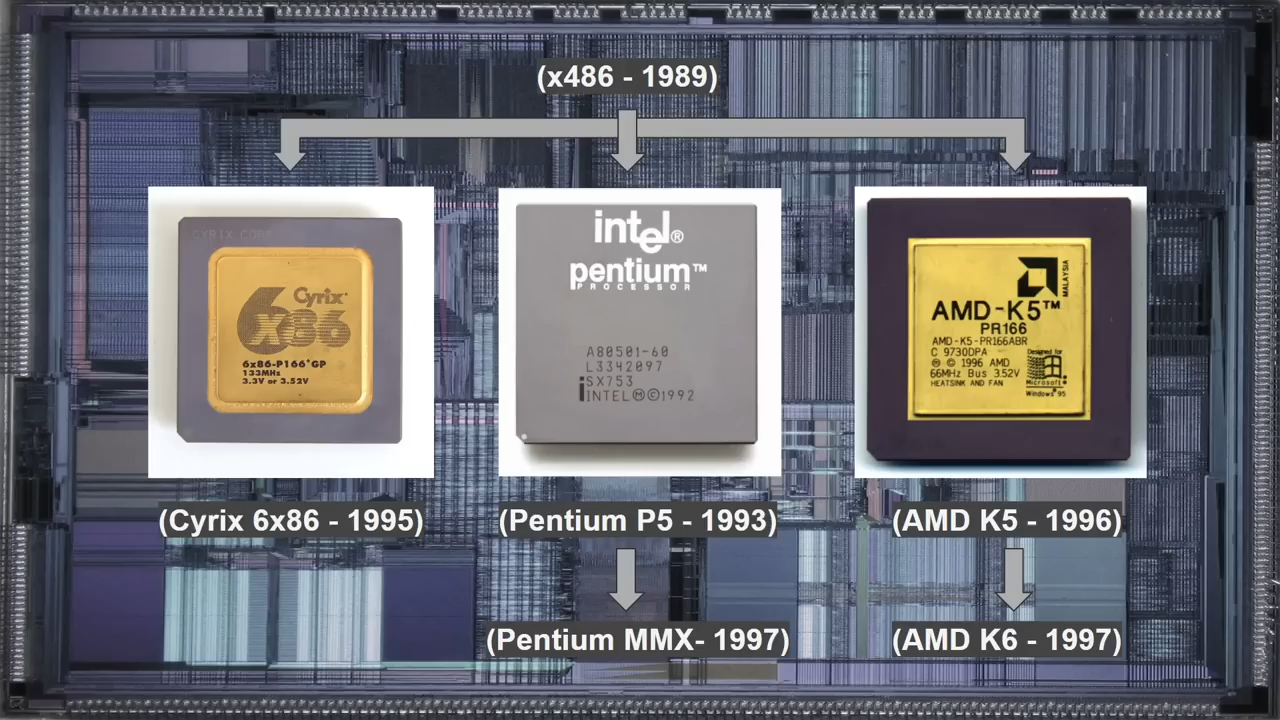 (x486 - 1989)
CYRIX CORP
Cyrix
6x86
6x86-P166+GP
133MHz
3.3V or 3.52V
intel®
pentium™
PROCESSOR
A80501-60
L3342097
SX753
INTELⓂ©1992
MALAYSIA
AMD-K5™
PR166
AMD-K5-PR166ABR
C 9730DPA
Ⓜ © 1996 AMD
66MHz Bus 3.52V
HEATSINK AND FAN
Designed for
Microsoft®
Windows 95
(Cyrix 6x86 - 1995)
(Pentium P5 - 1993)
(AMD K5 - 1996)
(Pentium MMX- 1997)
(AMD K6 - 1997)